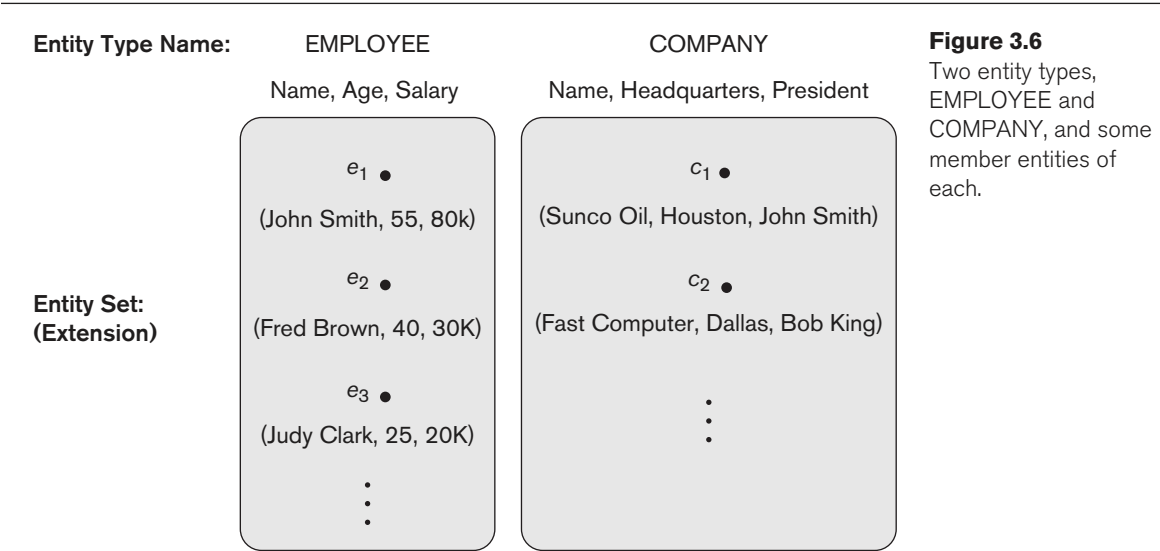 Entity Type Name: EMPLOYEE COMPANY
Name, Age, Salary Name, Headquarters, President
e1 • c1 •
(John Smith, 55, 80k) (Sunco Oil, Houston, John Smith)
e2 • c2 •
Entity Set:
(Extension)
(Fred Brown, 40, 30K) (Fast Computer, Dallas, Bob King)
e3 •
(Judy Clark, 25, 20K)
Figure 3.6
Two entity types,
EMPLOYEE and
COMPANY, and some
member entities of
each.